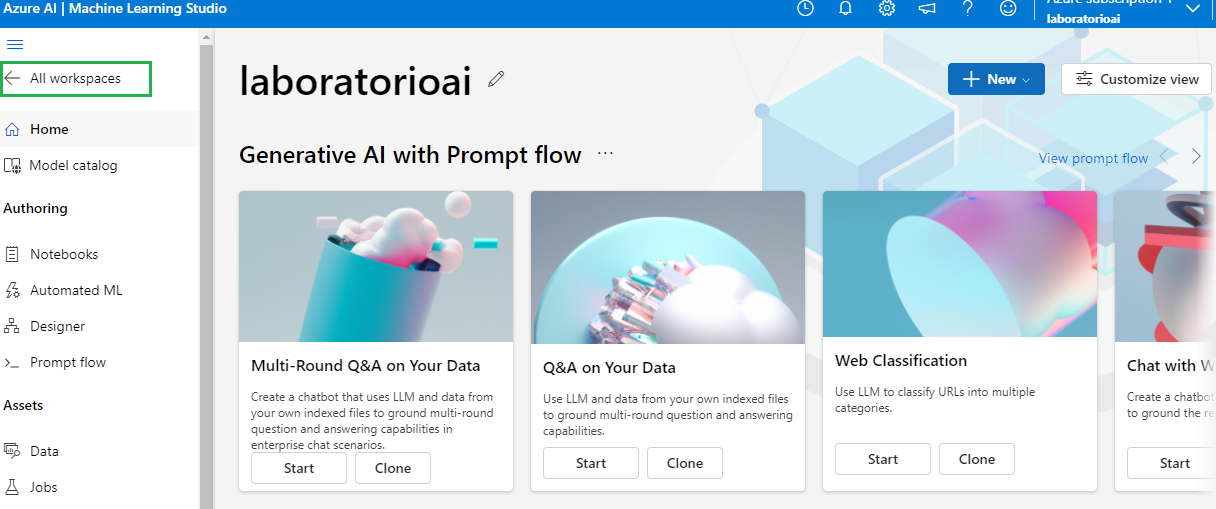 Azure AI | Machine Learning Studio
Azure subscription 1
laboratorioai
All workspaces
Home
Model catalog
Authoring
Notebooks
Automated ML
Designer
Prompt flow
Assets
Data
Jobs
laboratorioai
New
Customize view
Generative AI with Prompt flow ...
View prompt flow
Multi-Round Q&A on Your Data
Create a chatbot that uses LLM and data from
your own indexed files to ground multi-round
question and answering capabilities in
enterprise chat scenarios.
Start
Clone
Q&A on Your Data
Use LLM and data from your own indexed files
to ground multi-round question and answering
capabilities.
Start
Clone
Web Classification
Use LLM to classify URLs into multiple
categories.
Start
Clone
Chat with W
Create a chatbot
to ground the re
Start